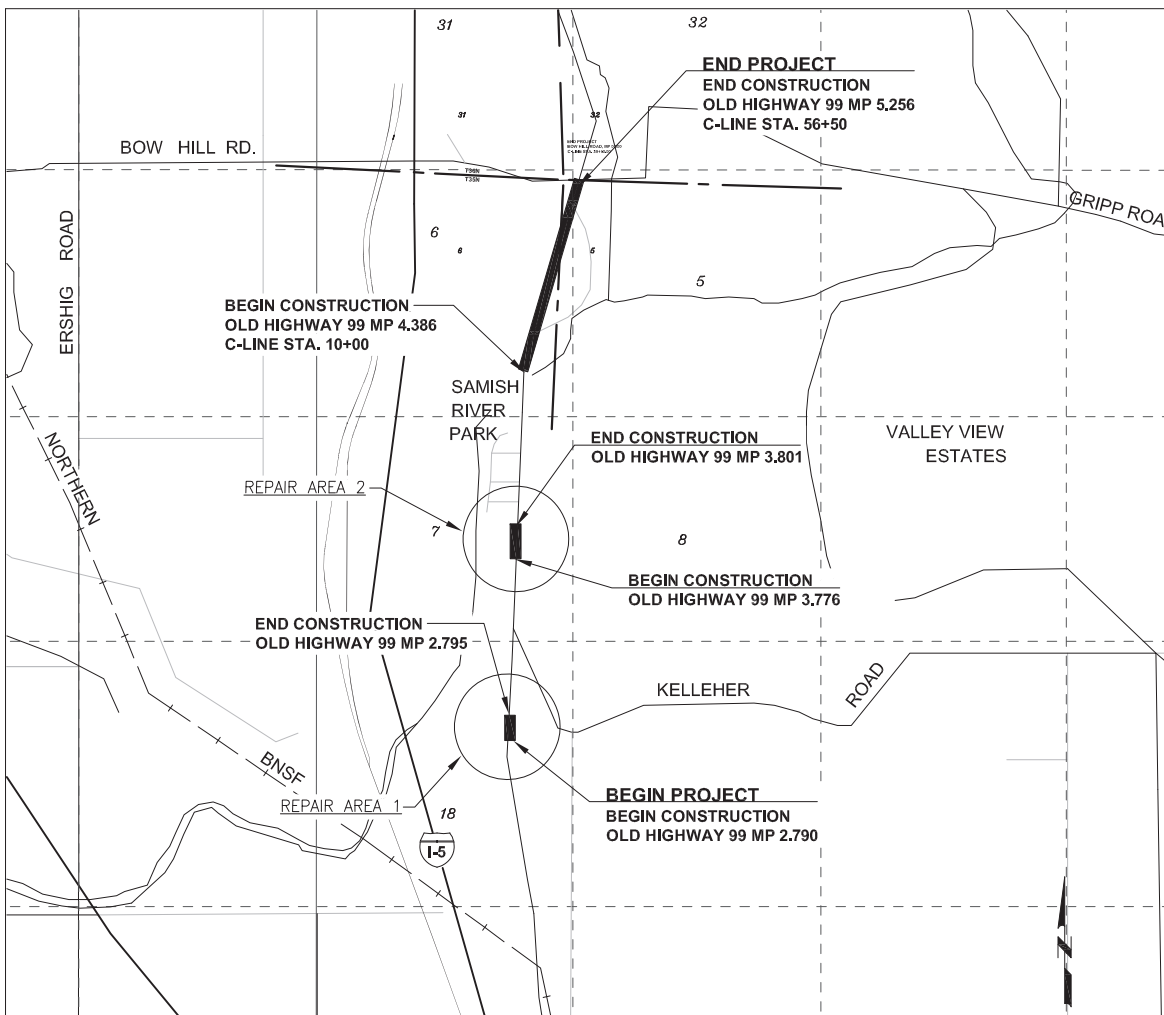 31
32
END PROJECT
END CONSTRUCTION
OLD HIGHWAY 99 MP 5.256
C-LINE STA. 56+50
31
32
BOW HILL RD.
T36N
T35N
GRIPP ROA
ERSHIG ROAD
6
6
5
5
BEGIN CONSTRUCTION
OLD HIGHWAY 99 MP 4.386
C-LINE STA. 10+00
SAMISH
RIVER
PARK
END CONSTRUCTION
OLD HIGHWAY 99 MP 3.801
VALLEY VIEW
ESTATES
NORTHERN
REPAIR AREA 2
7
8
BEGIN CONSTRUCTION
OLD HIGHWAY 99 MP 3.776
END CONSTRUCTION
OLD HIGHWAY 99 MP 2.795
KELLEHER
ROAD
BNSF
REPAIR AREA 1
18
I-5
BEGIN PROJECT
BEGIN CONSTRUCTION
OLD HIGHWAY 99 MP 2.790
N